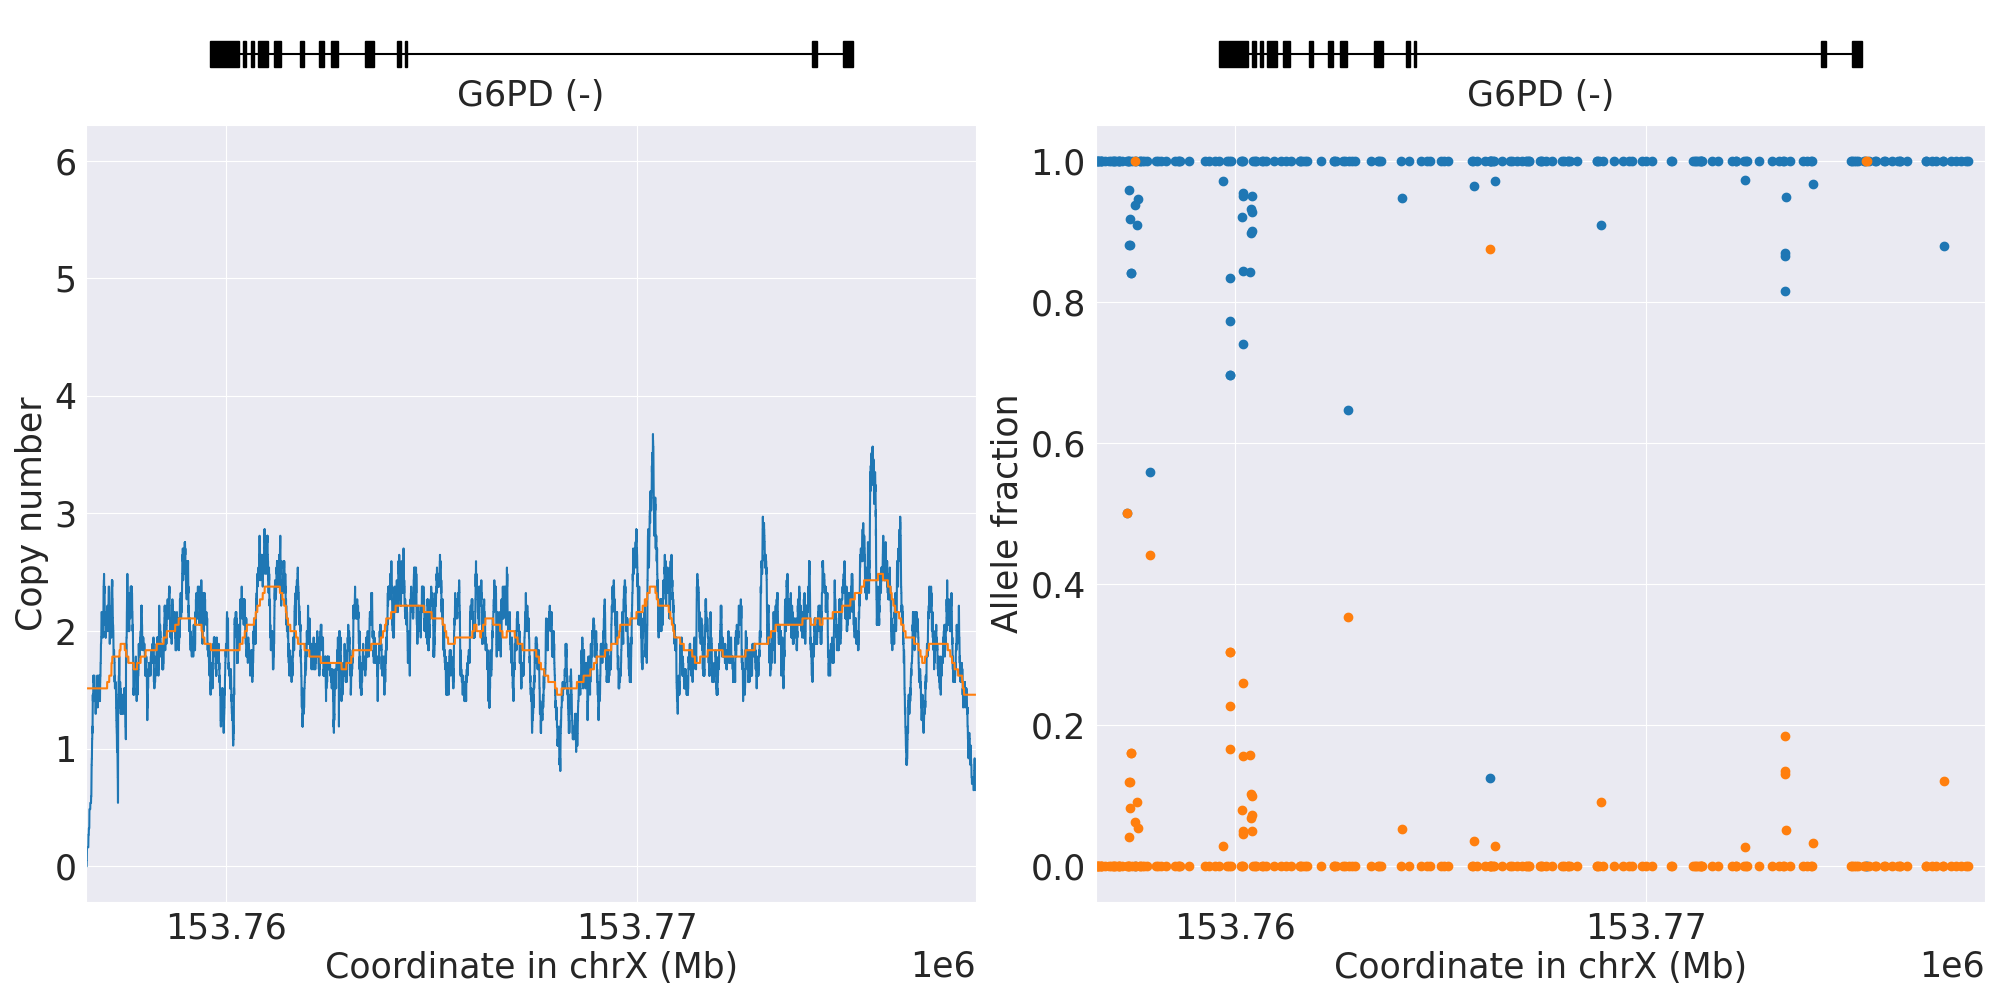 G6PD (-)
6
5
4
3
2
1
0
Copy number
153.76
153.77
Coordinate in chrX (Mb)
1e6
G6PD (-)
1.0
0.8
0.6
0.4
0.2
0.0
Allele fraction
153.76
153.77
Coordinate in chrX (Mb)
1e6